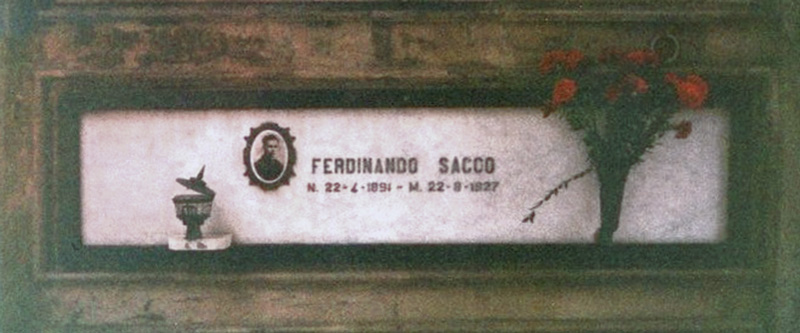 FERDINANDO SACCO
N. 22-4-1891 - M. 22-8-1927